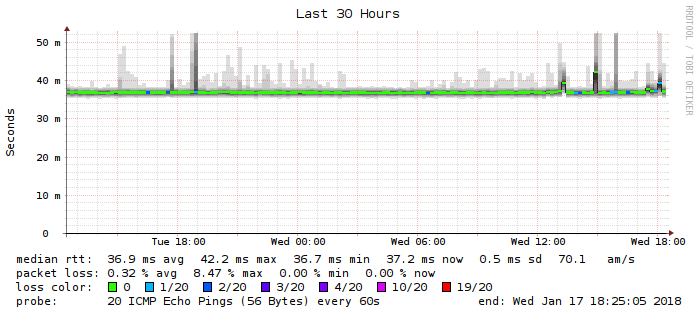 Last 30 Hours
RRDTOOL / TOBI OETIKER
Seconds
50 m
40 m
30 m
20 m
10 m
0
Tue 18:00 Wed 00:00 Wed 06:00 Wed 12:00 Wed 18:00
median rtt: 36.9 ms avg 42.2 ms max 36.7 ms min 37.2 ms now 0.5 ms sd 70.1 am/s
packet loss: 0.32 % avg 8.47 % max 0.00 % min 0.00 % now
loss color: 0 1/20 2/20 3/20 4/20 10/20 19/20
probe: 20 ICMP Echo Pings (56 Bytes) every 60s end: Wed Jan 17 18:25:05 2018